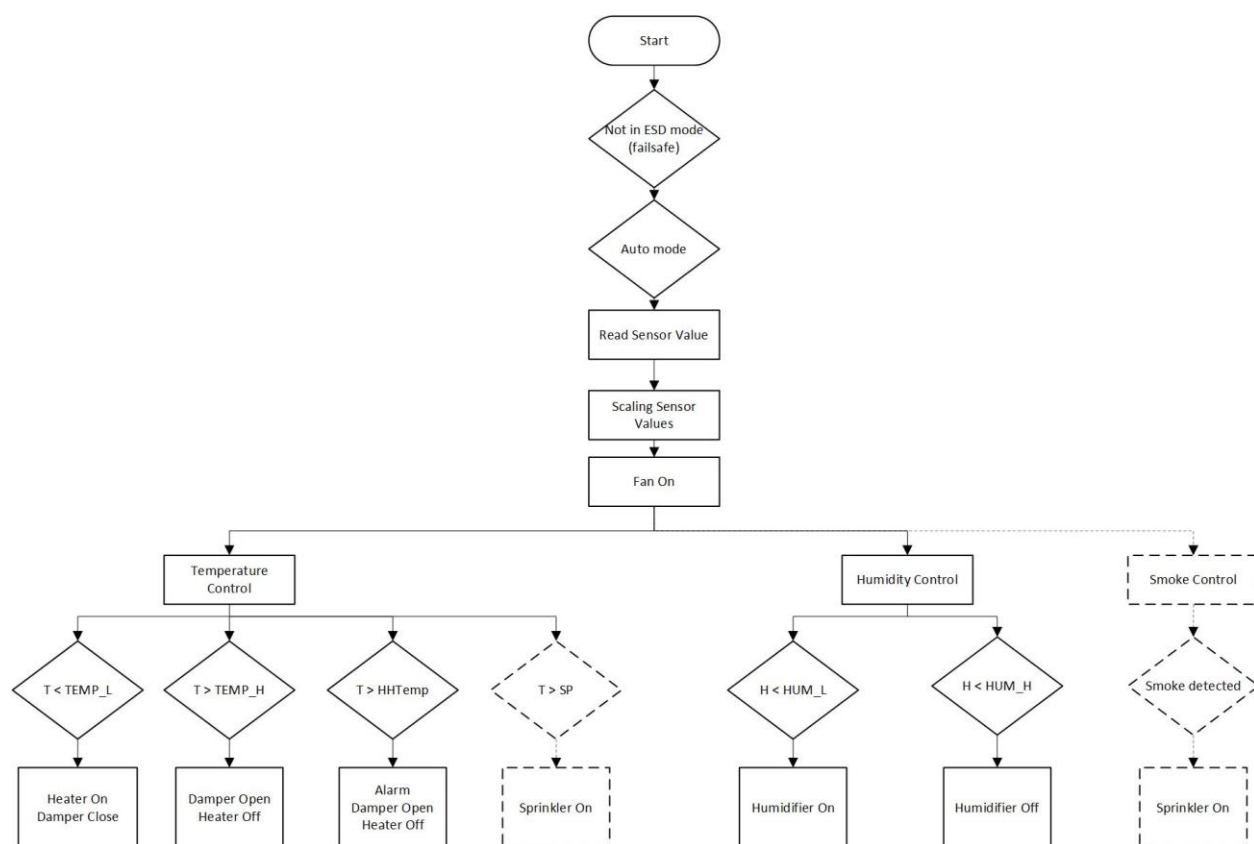 Start
Not in ESD mode
(failsafe)
Auto mode
Read Sensor Value
Scaling Sensor
Values
Fan On
Temperature
Control
Humidity Control
Smoke Control
T < TEMP_L
T > TEMP_H
T > HHTemp
T > SP
H < HUM_L
H < HUM_H
Smoke detected
Heater On
Damper Close
Damper Open
Heater Off
Alarm
Damper Open
Heater Off
Sprinkler On
Humidifier On
Humidifier Off
Sprinkler On